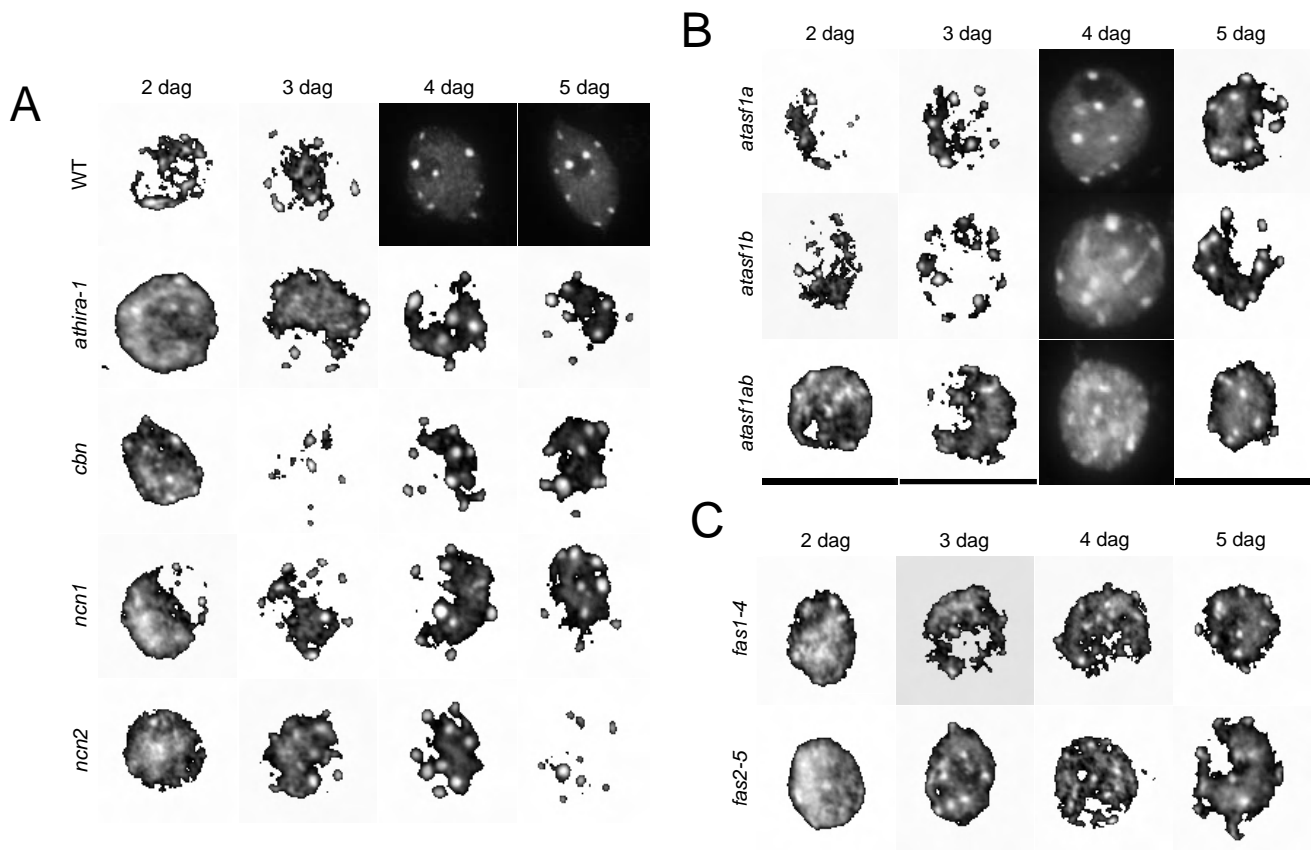 A
2 dag 3 dag 4 dag 5 dag
WT
athira-1
cbn
ncn1
ncn2
B
2 dag 3 dag 4 dag 5 dag
atasf1a
atasf1b
atasf1ab
C
2 dag 3 dag 4 dag 5 dag
fas1-4
fas2-5